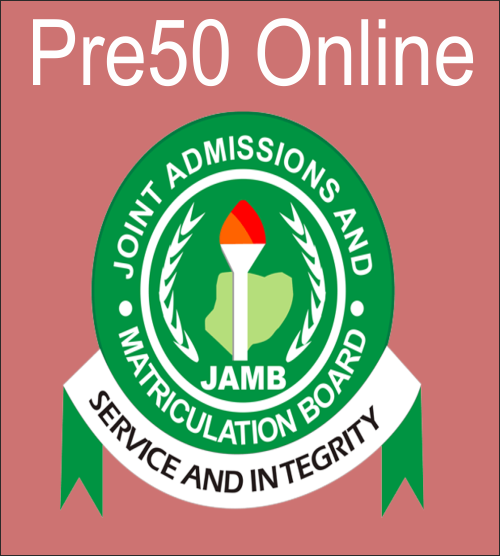 Pre50 Online
JOINT ADMISSIONS AND
MATRICULATION BOARD
JAMB
SERVICE AND INTEGRITY